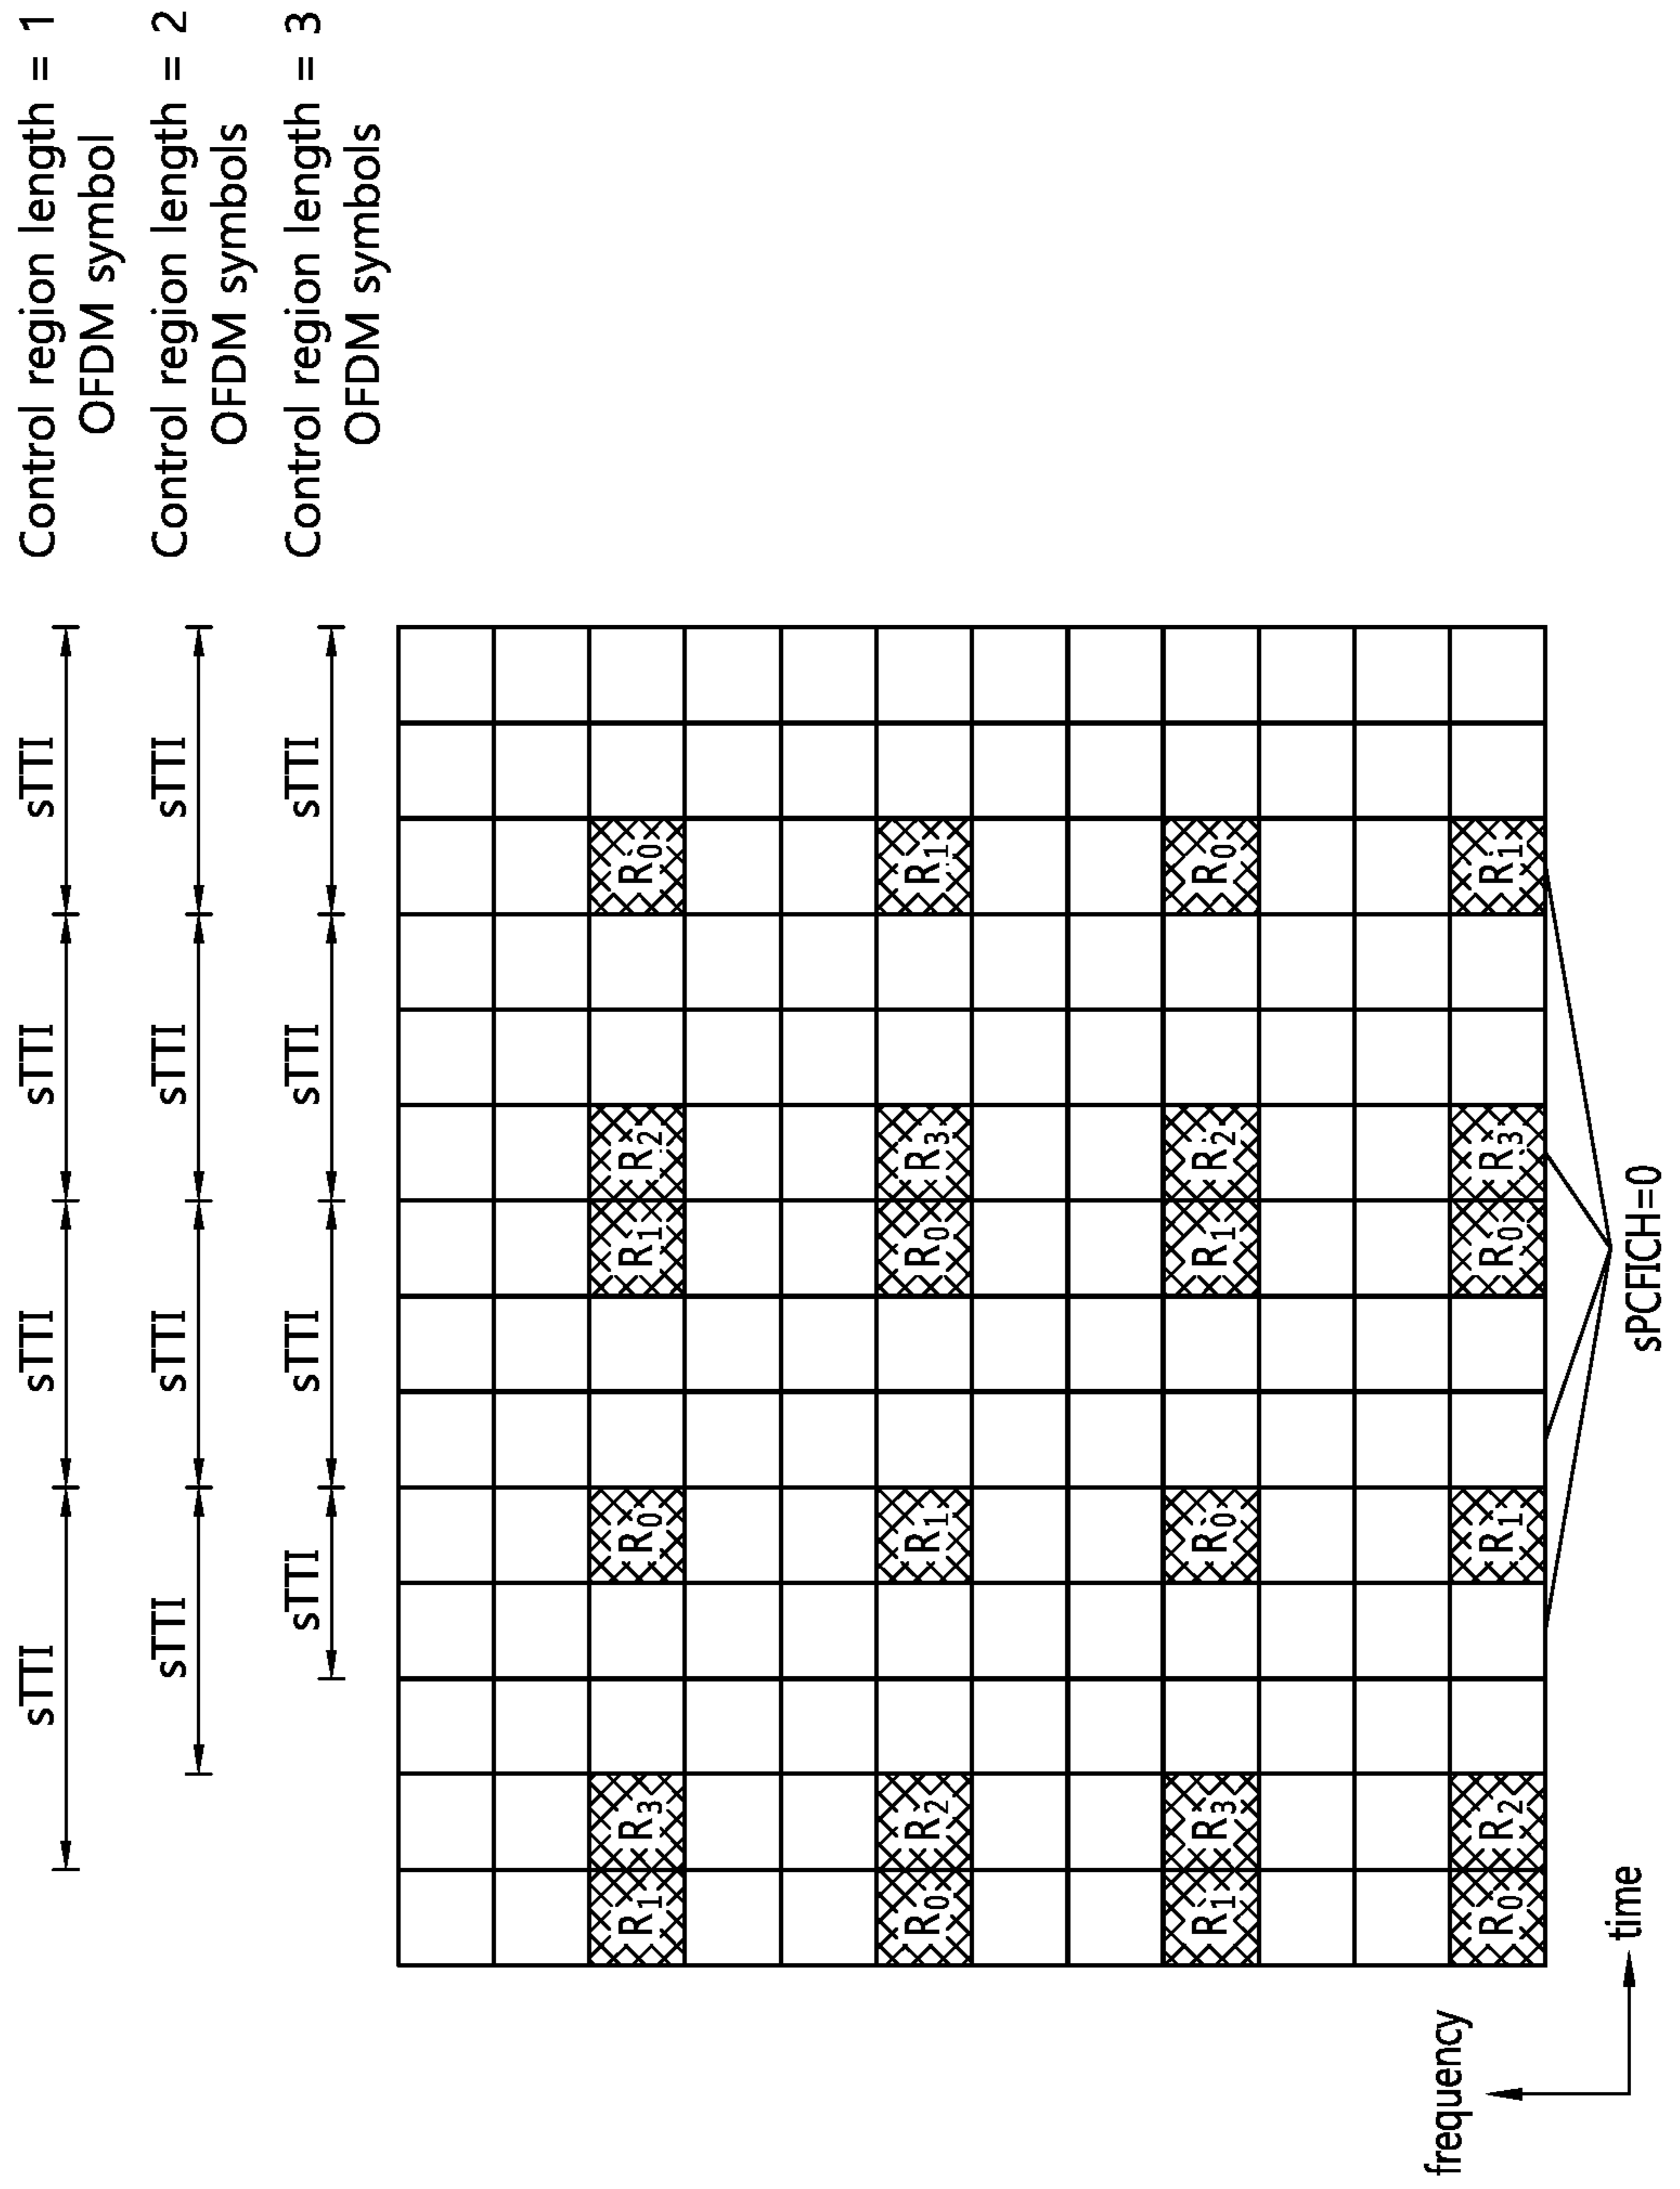 sTTI sTTI sTTI sTTI Control region length = 1
OFDM symbol
sTTI sTTI sTTI sTTI Control region length = 2
OFDM symbols
sTTI sTTI sTTI sTTI Control region length = 3
OFDM symbols
R1 R3 R0 R1 R2 R0
R0 R2 R1 R0 R3 R1
R1 R3 R0 R1 R2 R0
R0 R2 R1 R0 R3 R1
frequency
time
sPCFICH=0